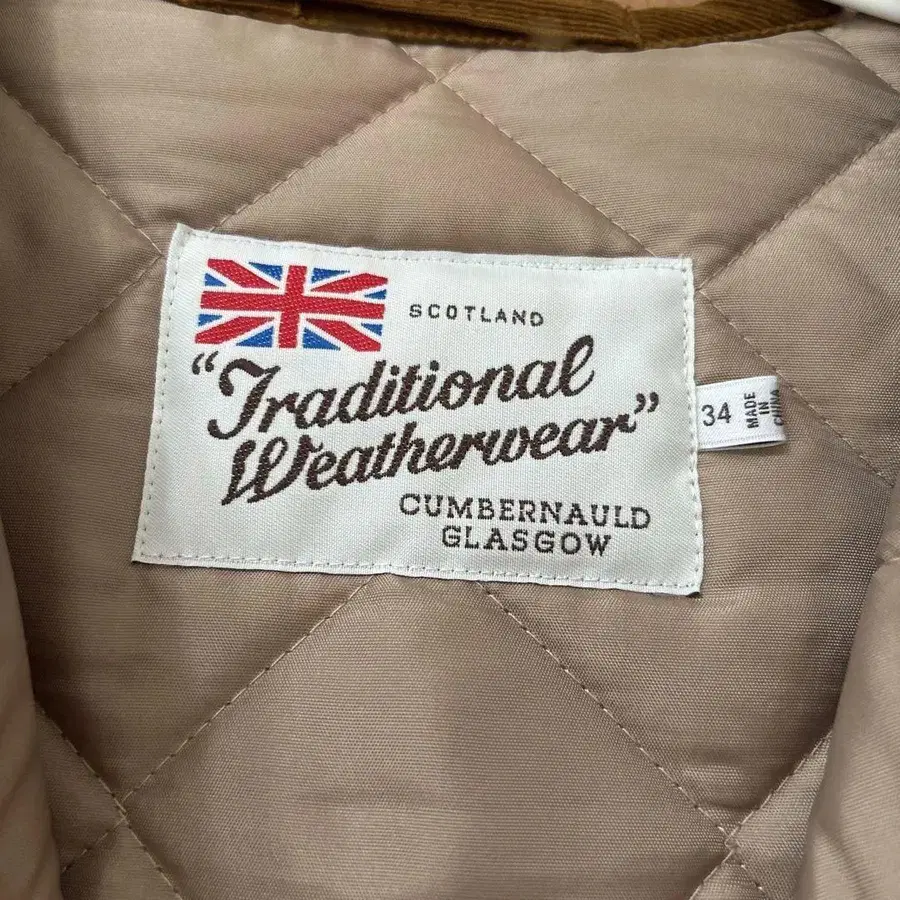 SCOTLAND
"Traditional
Weatherwear"
CUMBERNAULD
GLASGOW
34
MADE
IN
CHINA